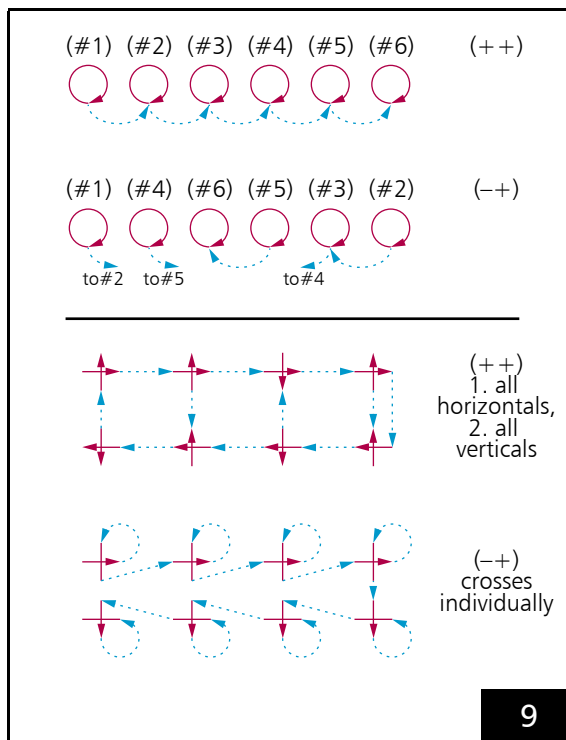 (#1) (#2) (#3) (#4) (#5) (#6) (++)
(#1) (#4) (#6) (#5) (#3) (#2) (−+)
to#2 to#5 to#4
(++)
1. all
horizontals,
2. all
verticals
(−+)
crosses
individually
9